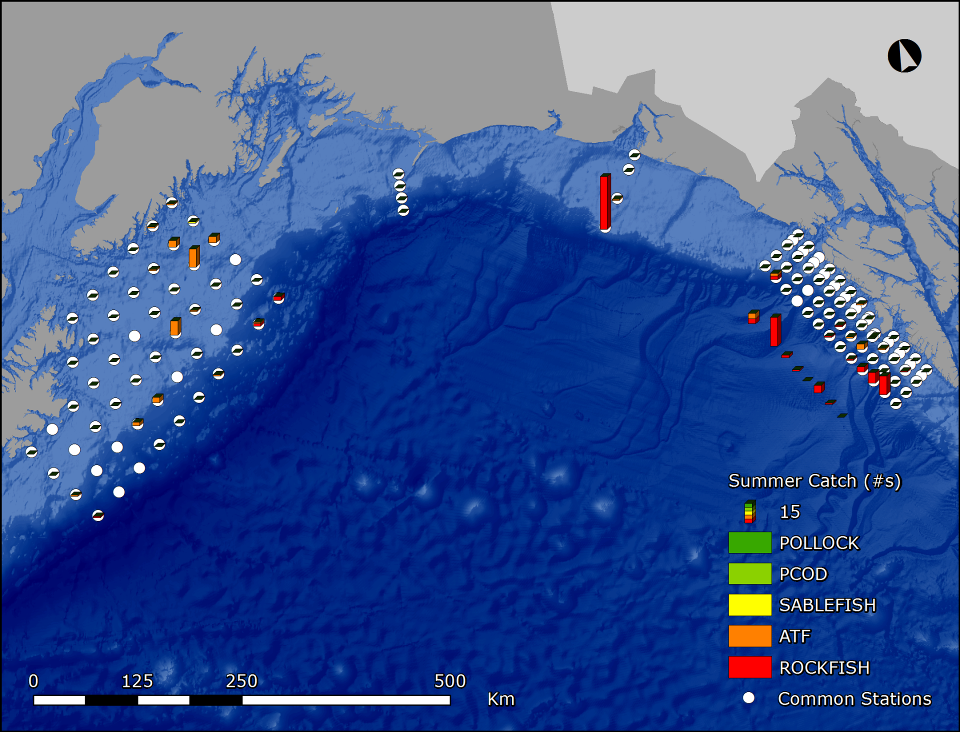 Summer Catch (#s)
15
POLLOCK
PCOD
SABLEFISH
ATF
ROCKFISH
Common Stations
0 125 250 500
Km